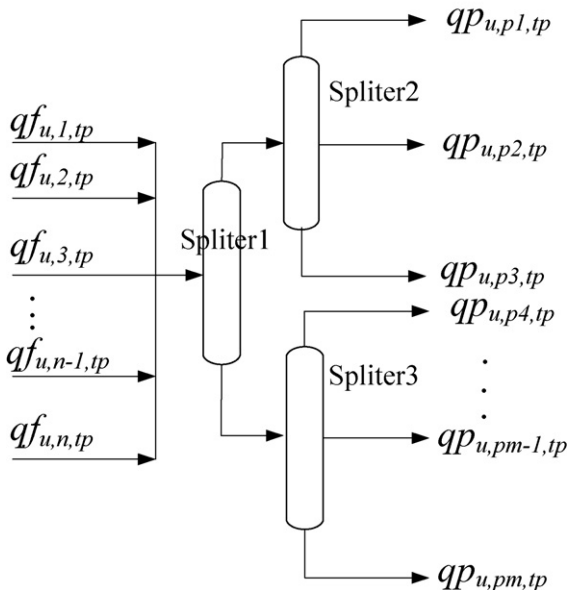 qp_{u,p1,tp}
Spliter2
qf_{u,1,tp}
qp_{u,p2,tp}
qf_{u,2,tp}
Spliter1
qf_{u,3,tp}
qp_{u,p3,tp}
qp_{u,p4,tp}
qf_{u,n-1,tp}
Spliter3
qp_{u,pm-1,tp}
qf_{u,n,tp}
qp_{u,pm,tp}